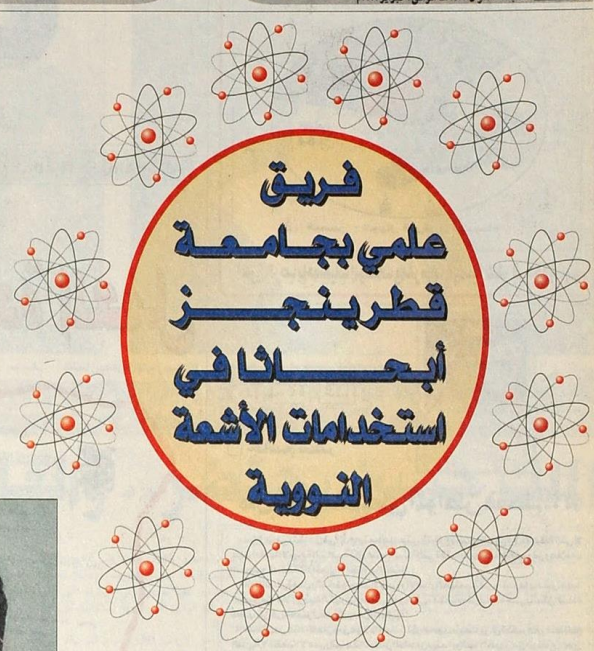 فريق
علمي بجامعة
قطر ينجز
أبحاثا في
استخدامات الأشعة
النووية